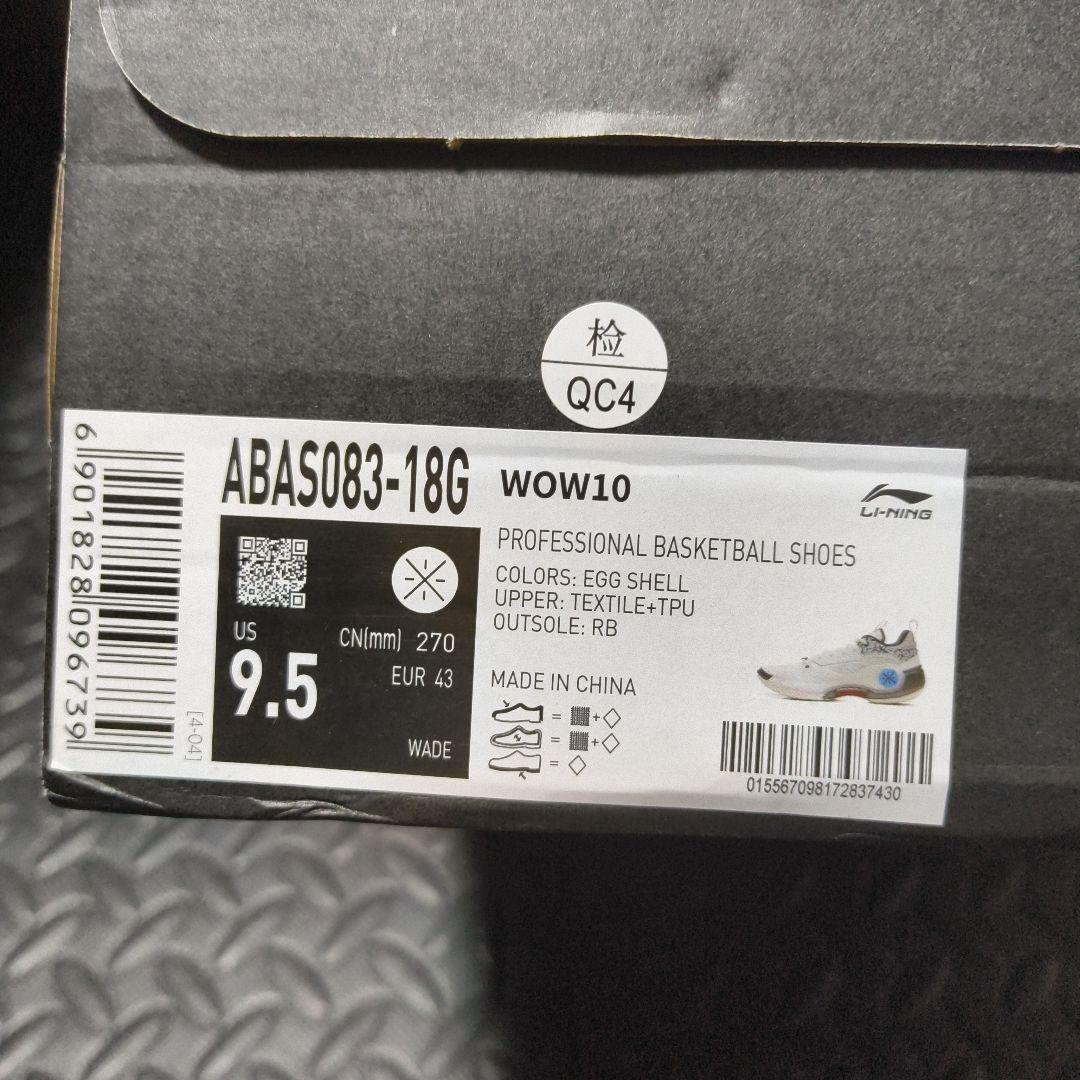 检
QC4
6901828096739
[4-04]
ABAS083-18G
US
9.5
CN(mm) 270
EUR 43
WADE
WOW10
LI-NING
PROFESSIONAL BASKETBALL SHOES
COLORS: EGG SHELL
UPPER: TEXTILE+TPU
OUTSOLE: RB
MADE IN CHINA
015567098172837430